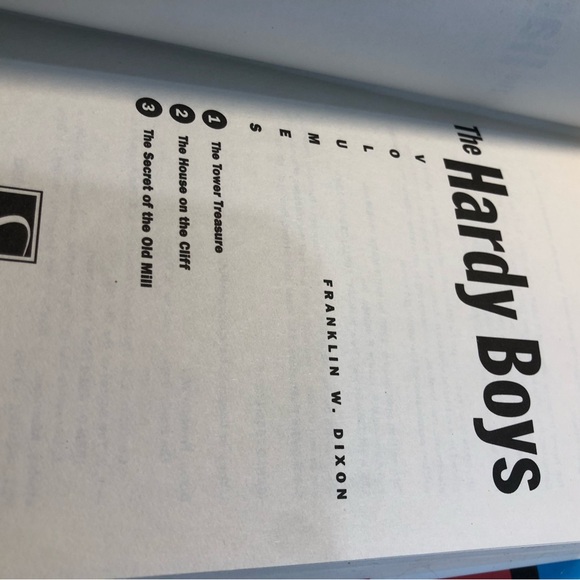 The Hardy Boys
VOLUMES
FRANKLIN W. DIXON
1 The Tower Treasure
2 The House on the Cliff
3 The Secret of the Old Mill